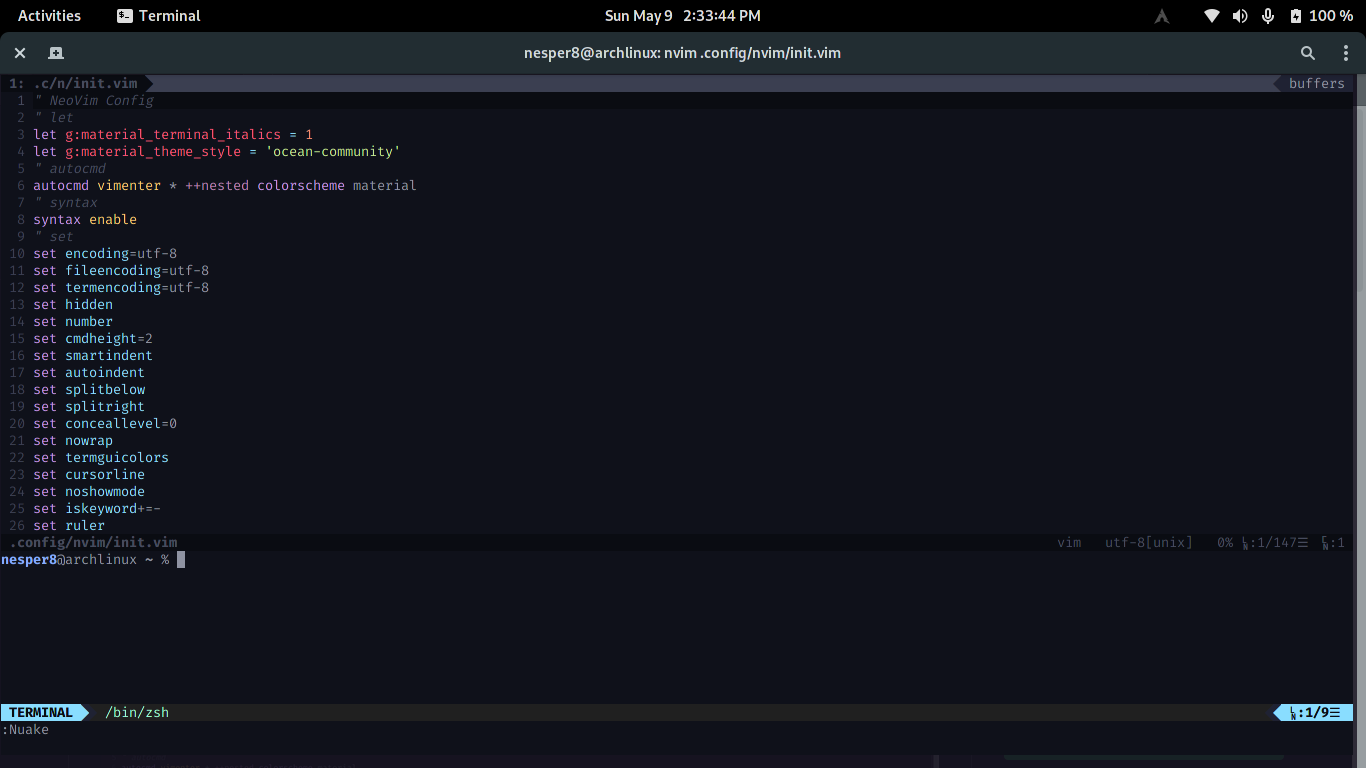 Activities Terminal Sun May 9 2:33:44 PM 100 %
nesper8@archlinux: nvim .config/nvim/init.vim
1: .c/n/init.vim buffers
1 " NeoVim Config
2 " let
3 let g:material_terminal_italics = 1
4 let g:material_theme_style = 'ocean-community'
5 " autocmd
6 autocmd vimenter * ++nested colorscheme material
7 " syntax
8 syntax enable
9 " set
10 set encoding=utf-8
11 set fileencoding=utf-8
12 set termencoding=utf-8
13 set hidden
14 set number
15 set cmdheight=2
16 set smartindent
17 set autoindent
18 set splitbelow
19 set splitright
20 set conceallevel=0
21 set nowrap
22 set termguicolors
23 set cursorline
24 set noshowmode
25 set iskeyword+=-
26 set ruler
.config/nvim/init.vim vim utf-8[unix] 0% :1/147☰ :1
nesper8@archlinux ~ %
TERMINAL /bin/zsh :1/9☰
:Nuake